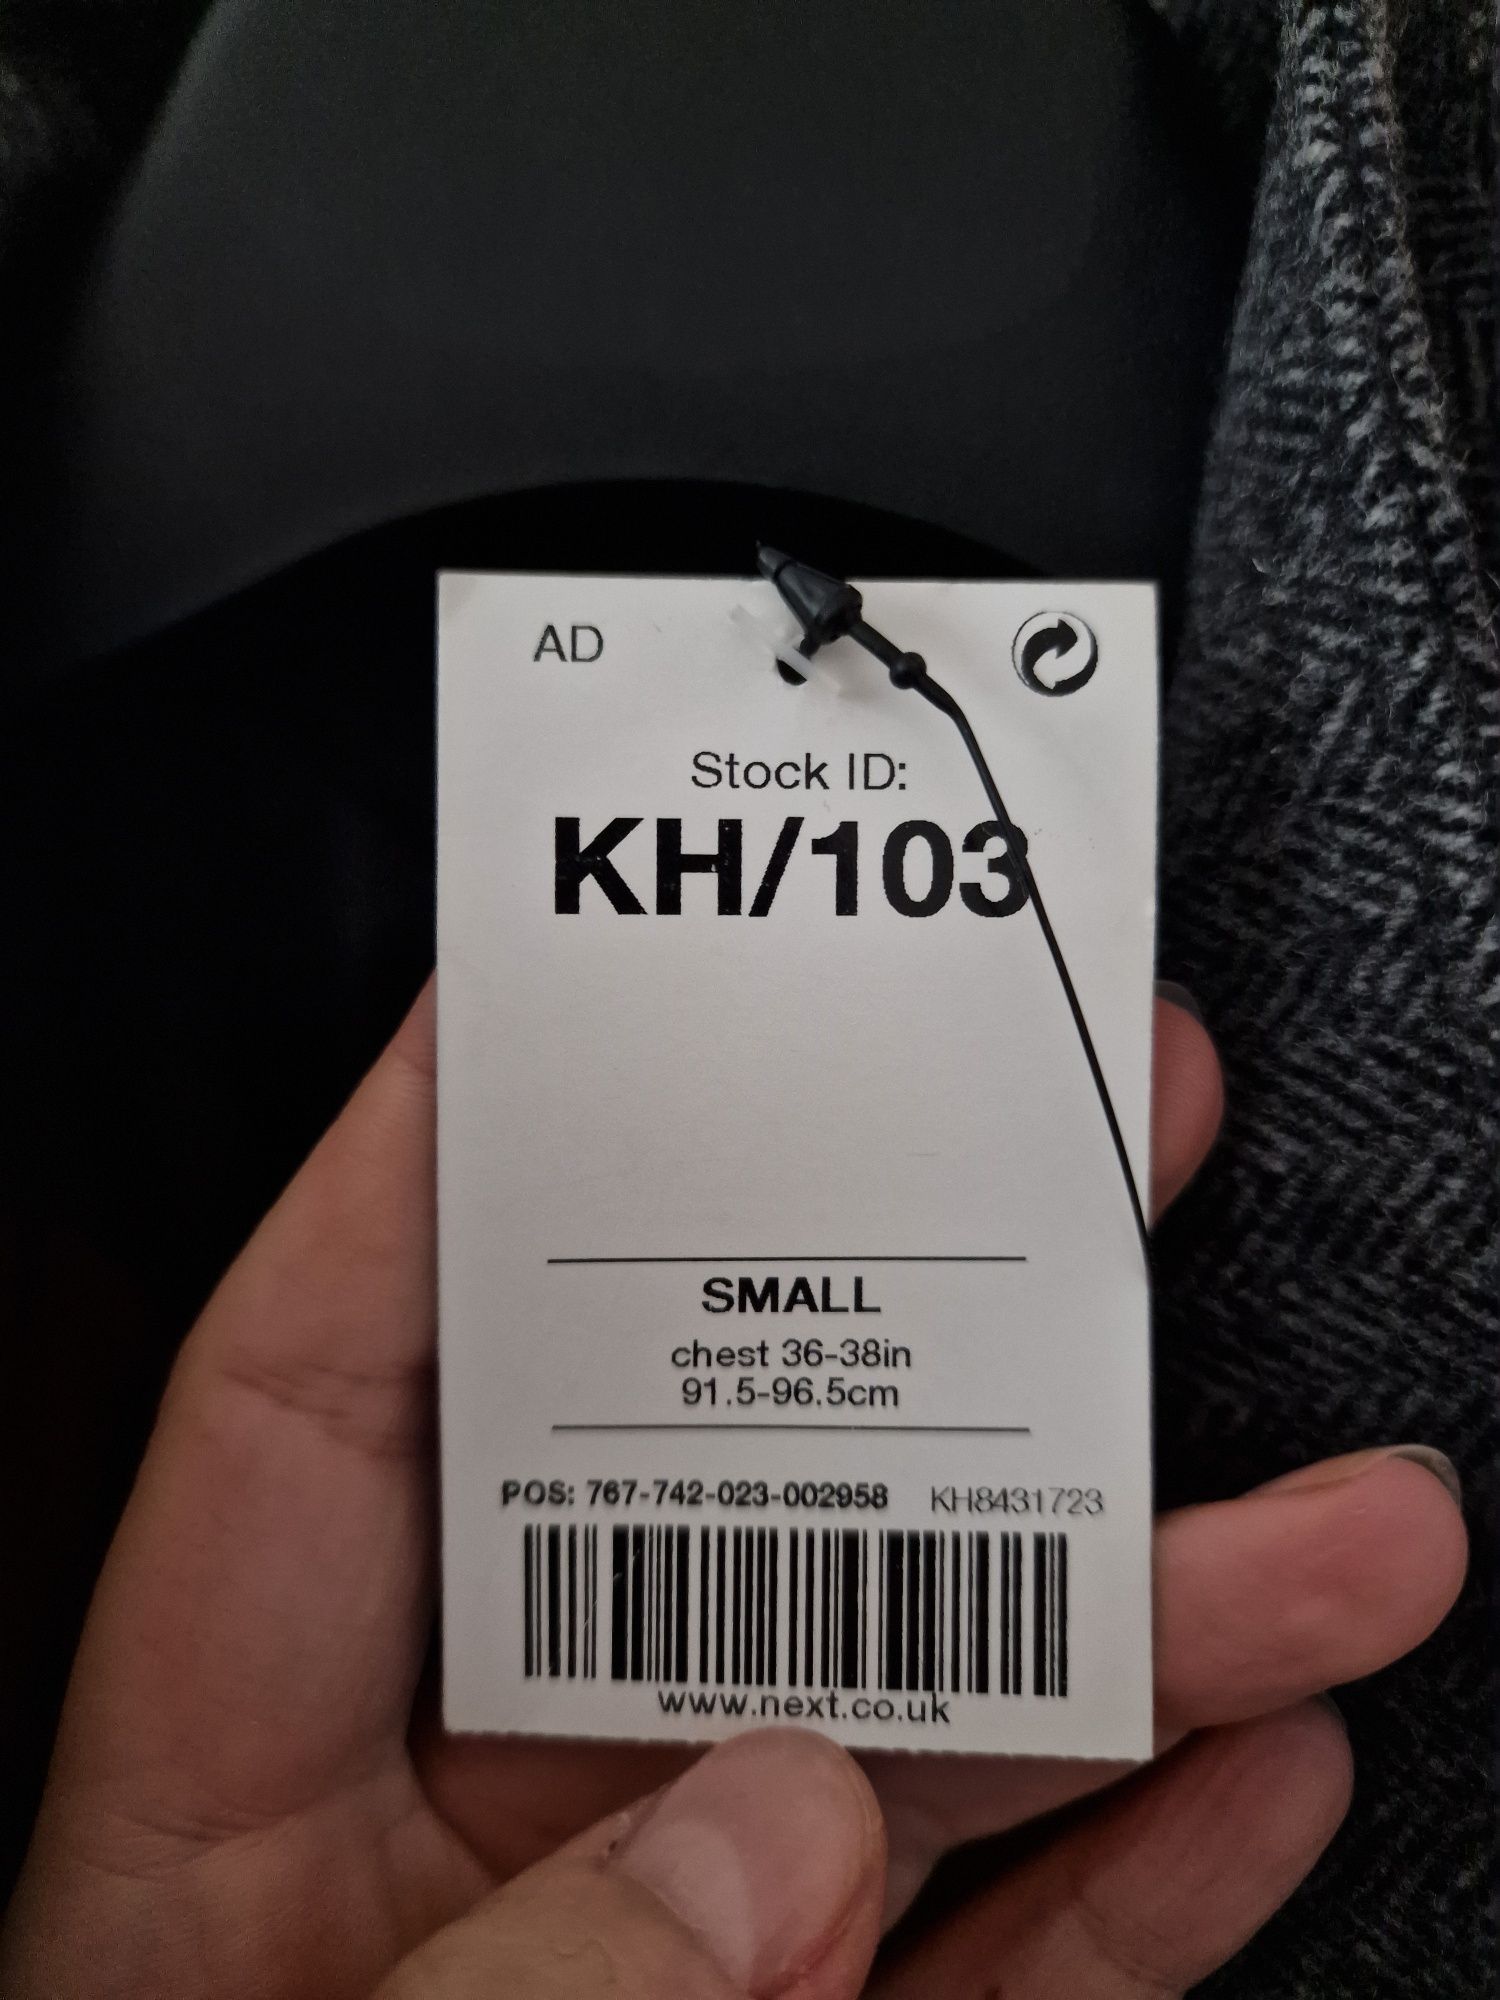 AD
Stock ID:
KH/103
SMALL
chest 36-38in
91.5-96.5cm
POS: 767-742-023-002958 KH8431723
www.next.co.uk